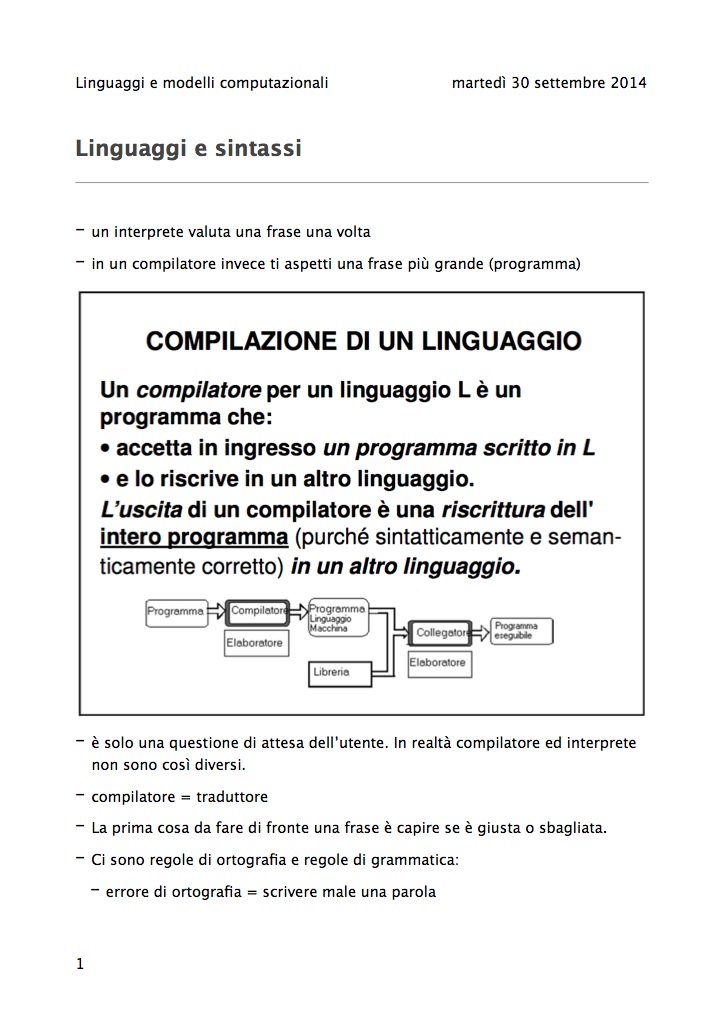 Linguaggi e modelli computazionali martedì 30 settembre 2014
Linguaggi e sintassi
– un interprete valuta una frase una volta
– in un compilatore invece ti aspetti una frase più grande (programma)
COMPILAZIONE DI UN LINGUAGGIO
Un compilatore per un linguaggio L è un
programma che:
• accetta in ingresso un programma scritto in L
• e lo riscrive in un altro linguaggio.
L'uscita di un compilatore è una riscrittura dell'
intero programma (purché sintatticamente e seman-
ticamente corretto) in un altro linguaggio.
Programma
Compilatore
Elaboratore
Programma
Linguaggio
Macchina
Libreria
Collegatore
Elaboratore
Programma
eseguibile
– è solo una questione di attesa dell'utente. In realtà compilatore ed interprete
non sono così diversi.
– compilatore = traduttore
– La prima cosa da fare di fronte una frase è capire se è giusta o sbagliata.
– Ci sono regole di ortografia e regole di grammatica:
– errore di ortografia = scrivere male una parola
1